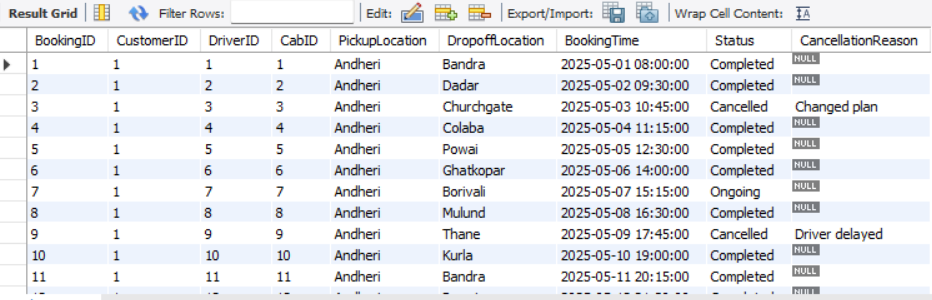 Result Grid Filter Rows: Edit: Export/Import: Wrap Cell Content: IA
BookingID CustomerID DriverID CabID PickupLocation DropoffLocation BookingTime Status CancellationReason
1 1 1 1 Andheri Bandra 2025-05-01 08:00:00 Completed NULL
2 1 2 2 Andheri Dadar 2025-05-02 09:30:00 Completed NULL
3 1 3 3 Andheri Churchgate 2025-05-03 10:45:00 Cancelled Changed plan
4 1 4 4 Andheri Colaba 2025-05-04 11:15:00 Completed NULL
5 1 5 5 Andheri Powai 2025-05-05 12:30:00 Completed NULL
6 1 6 6 Andheri Ghatkopar 2025-05-06 14:00:00 Completed NULL
7 1 7 7 Andheri Borivali 2025-05-07 15:15:00 Ongoing NULL
8 1 8 8 Andheri Mulund 2025-05-08 16:30:00 Completed NULL
9 1 9 9 Andheri Thane 2025-05-09 17:45:00 Cancelled Driver delayed
10 1 10 10 Andheri Kurla 2025-05-10 19:00:00 Completed NULL
11 1 11 11 Andheri Bandra 2025-05-11 20:15:00 Completed NULL